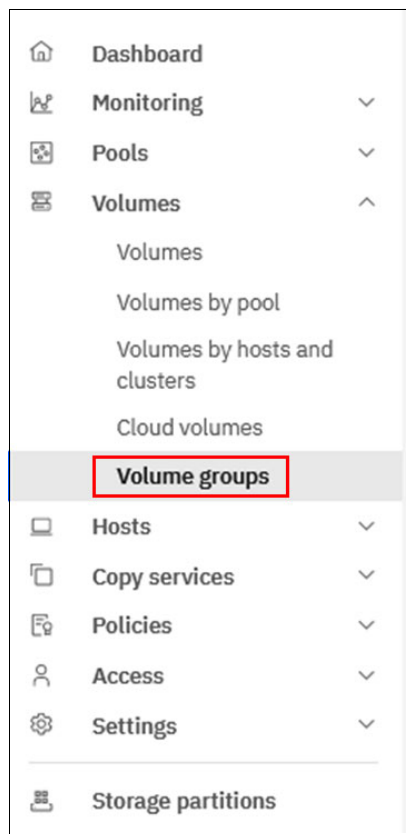 Dashboard
Monitoring
Pools
Volumes
Volumes
Volumes by pool
Volumes by hosts and
clusters
Cloud volumes
Volume groups
Hosts
Copy services
Policies
Access
Settings
Storage partitions